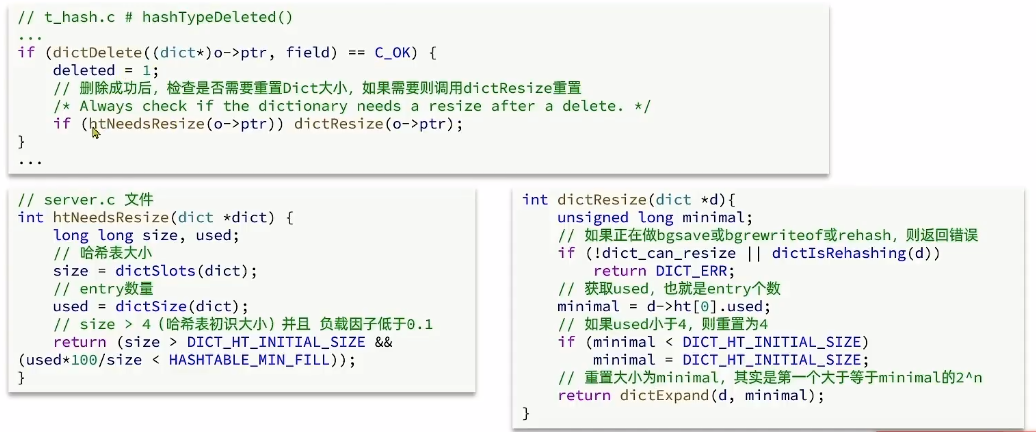 // t_hash.c # hashTypeDeleted()
...
if (dictDelete((dict*)o->ptr, field) == C_OK) {
    deleted = 1;
    // 删除成功后，检查是否需要重置Dict大小，如果需要则调用dictResize重置
    /* Always check if the dictionary needs a resize after a delete. */
    if (htNeedsResize(o->ptr)) dictResize(o->ptr);
}
...
// server.c 文件
int htNeedsResize(dict *dict) {
    long long size, used;
    // 哈希表大小
    size = dictSlots(dict);
    // entry数量
    used = dictSize(dict);
    // size > 4（哈希表初识大小）并且 负载因子低于0.1
    return (size > DICT_HT_INITIAL_SIZE &&
(used*100/size < HASHTABLE_MIN_FILL));
}
int dictResize(dict *d){
    unsigned long minimal;
    // 如果正在做bgsave或bgrewriteof或rehash，则返回错误
    if (!dict_can_resize || dictIsRehashing(d))
        return DICT_ERR;
    // 获取used，也就是entry个数
    minimal = d->ht[0].used;
    // 如果used小于4，则重置为4
    if (minimal < DICT_HT_INITIAL_SIZE)
        minimal = DICT_HT_INITIAL_SIZE;
    // 重置大小为minimal，其实是第一个大于等于minimal的2^n
    return dictExpand(d, minimal);
}